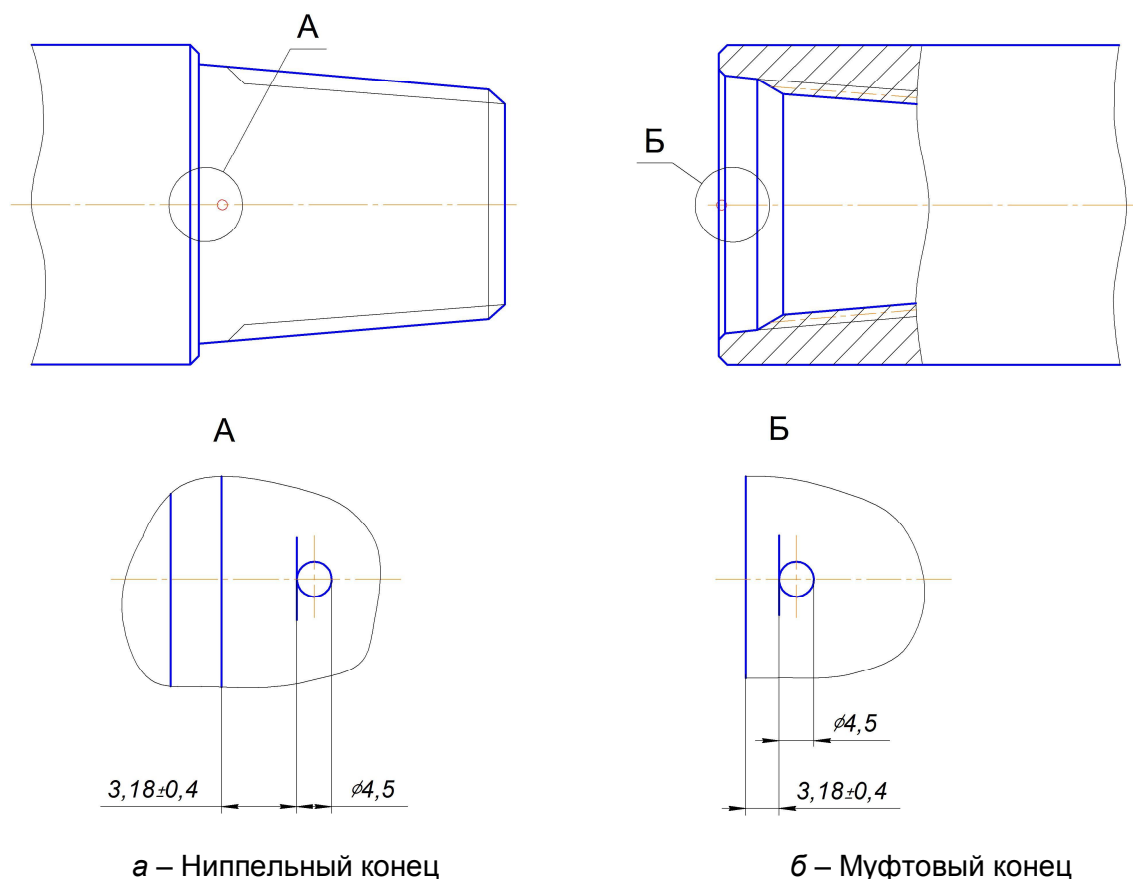 А
Б
А
Б
3,18±0,4
⌀4,5
⌀4,5
3,18±0,4
а – Ниппельный конец
б – Муфтовый конец